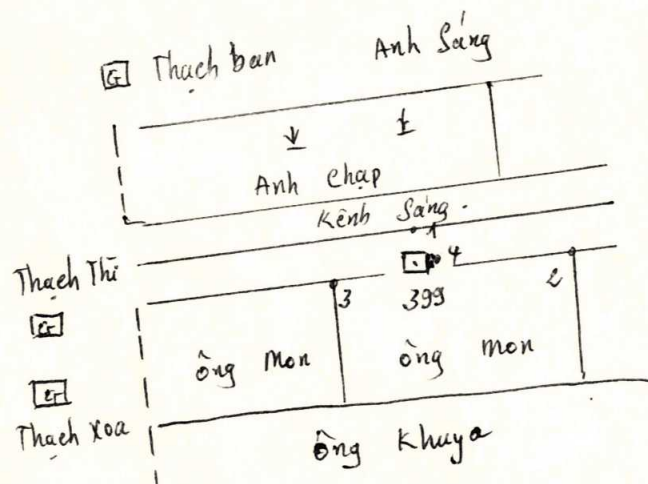 G Thạch ban Anh Sáng
Anh Chạp
Kênh Sáng.
1
Thạch Thi
4
3 399 2
G
ông Mon ông mon
G
Thạch Xoa
ông Khuya